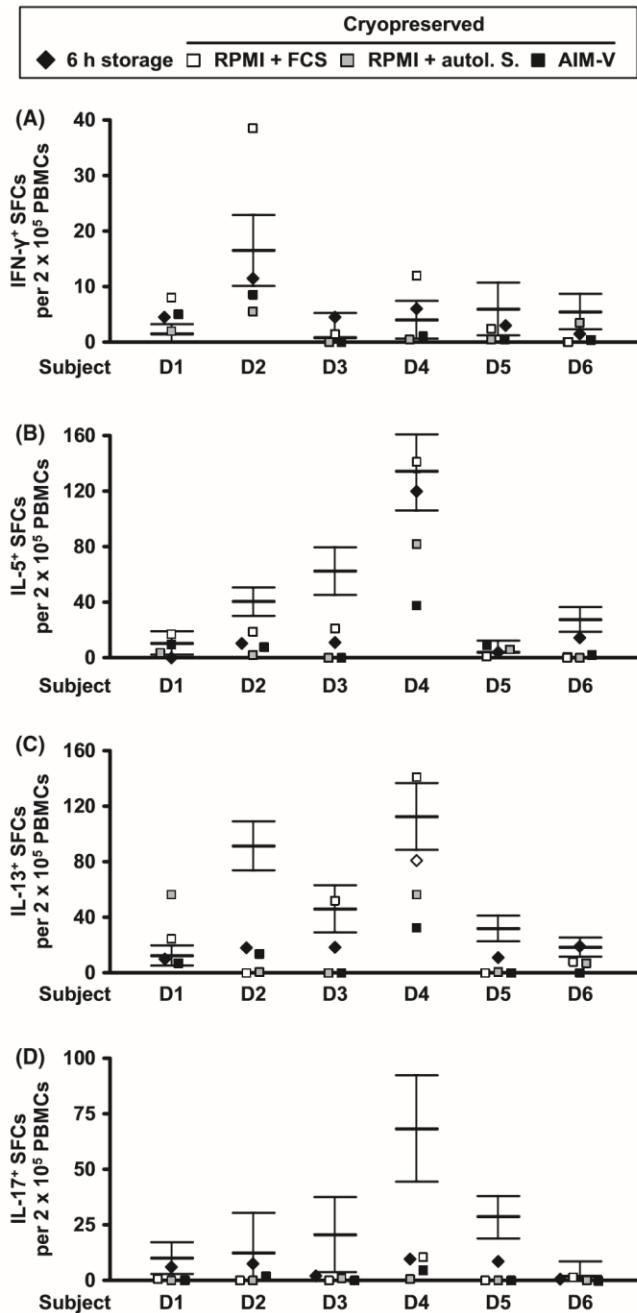 Cryopreserved
6 h storage RPMI + FCS RPMI + autol. S. AIM-V
(A)
IFN-γ⁺ SFCs
per 2 x 10⁵ PBMCs
40
30
20
10
0
Subject D1 D2 D3 D4 D5 D6
(B)
IL-5⁺ SFCs
per 2 x 10⁵ PBMCs
160
120
80
40
0
Subject D1 D2 D3 D4 D5 D6
(C)
IL-13⁺ SFCs
per 2 x 10⁵ PBMCs
160
120
80
40
0
Subject D1 D2 D3 D4 D5 D6
(D)
IL-17⁺ SFCs
per 2 x 10⁵ PBMCs
100
75
50
25
0
Subject D1 D2 D3 D4 D5 D6